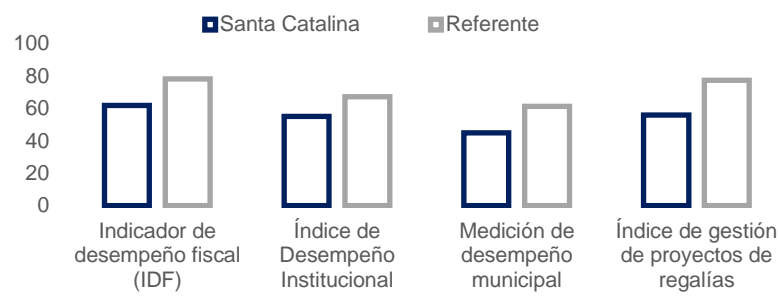 Santa Catalina
Referente
100
80
60
40
20
0
Indicador de
desempeño fiscal
(IDF)
Índice de
Desempeño
Institucional
Medición de
desempeño
municipal
Índice de gestión
de proyectos de
regalías